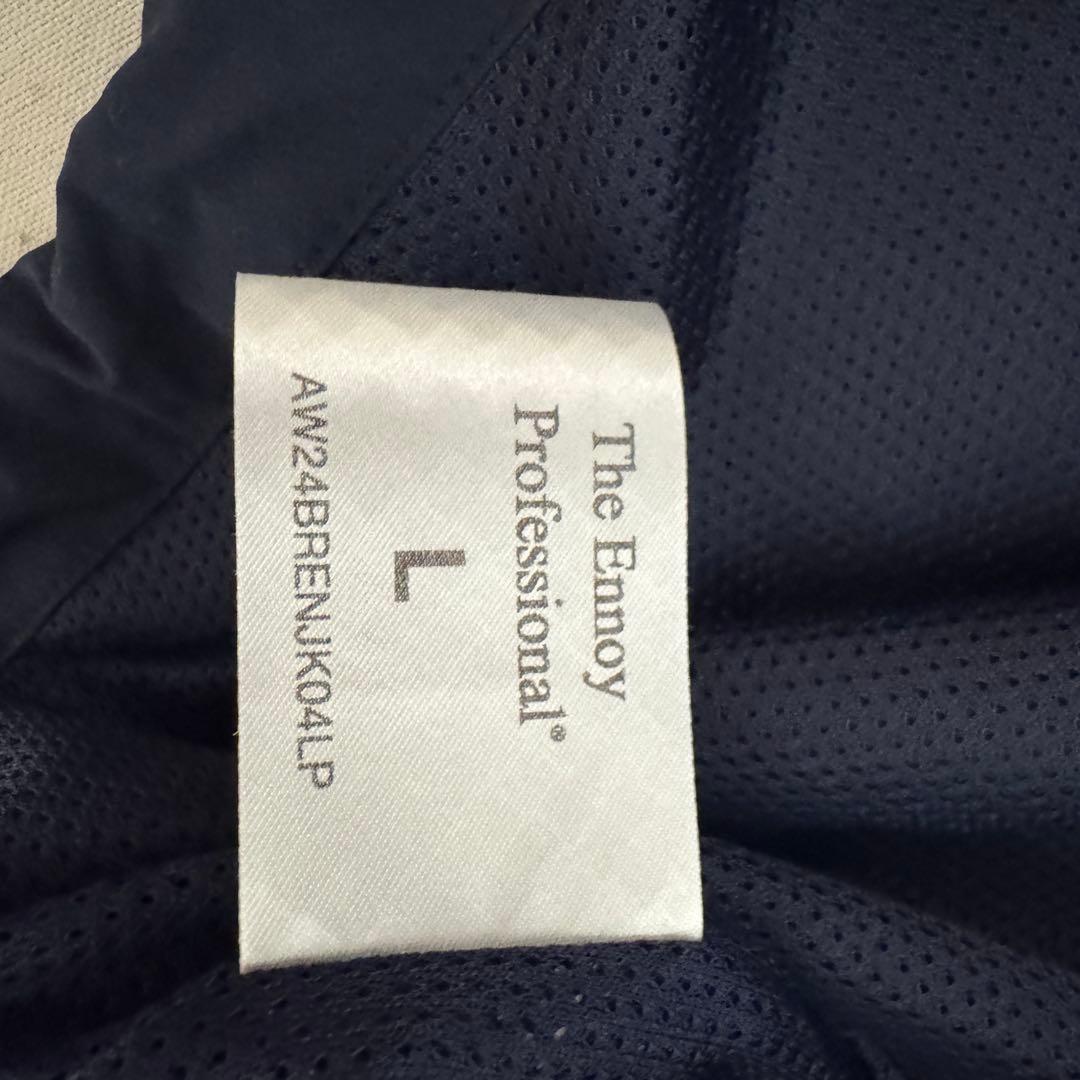 The Ennoy
Professional®
L
AW24BRENJK04LP